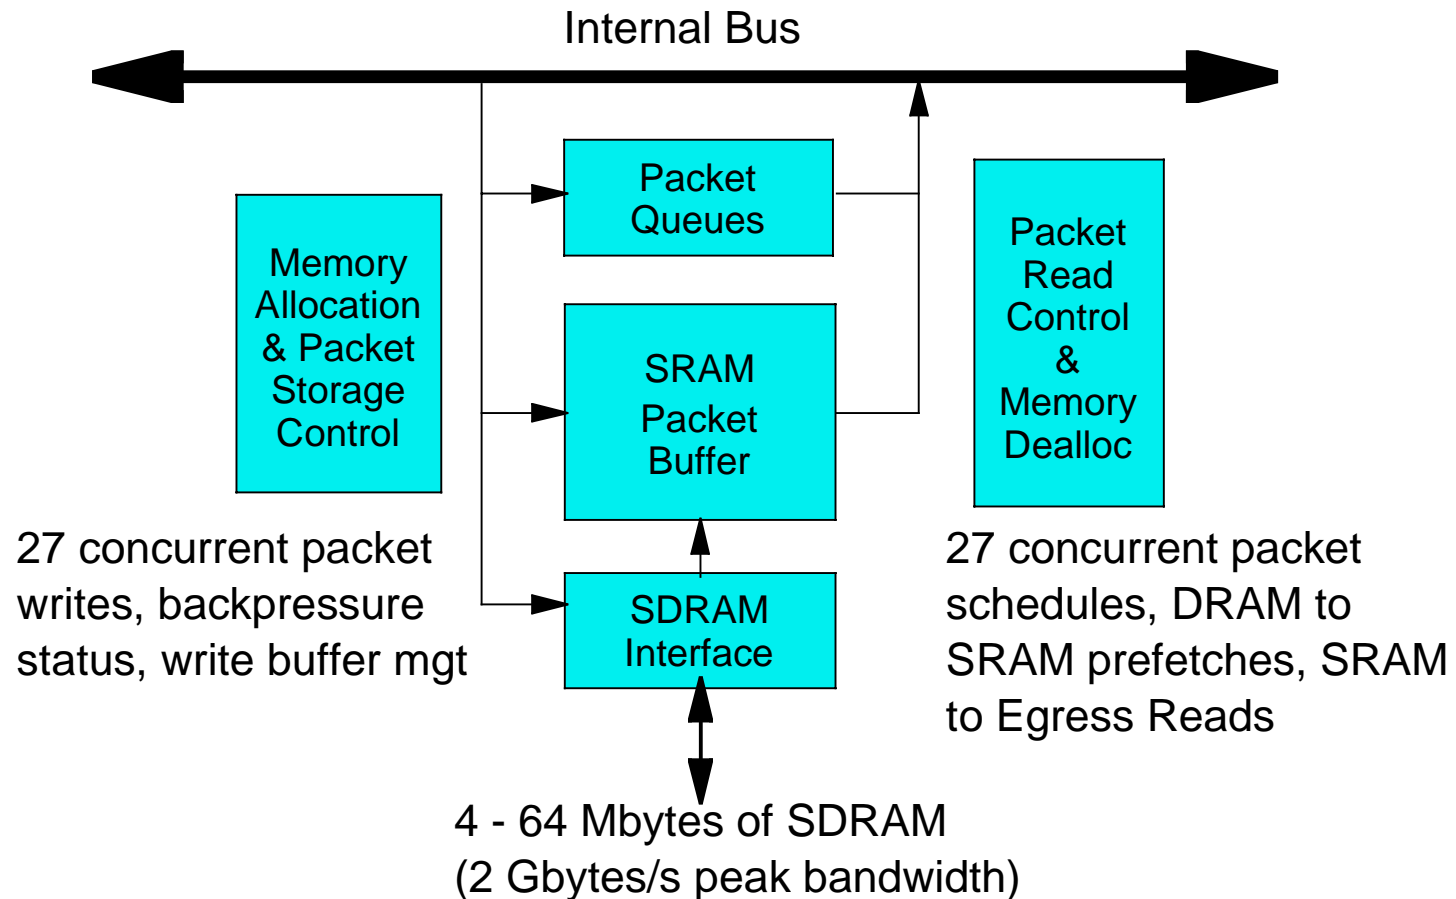 Internal Bus
Packet
Queues
Memory
Allocation
& Packet
Storage
Control
SRAM
Packet
Buffer
Packet
Read
Control
&
Memory
Dealloc
27 concurrent packet
writes, backpressure
status, write buffer mgt
SDRAM
Interface
27 concurrent packet
schedules, DRAM to
SRAM prefetches, SRAM
to Egress Reads
4 - 64 Mbytes of SDRAM
(2 Gbytes/s peak bandwidth)